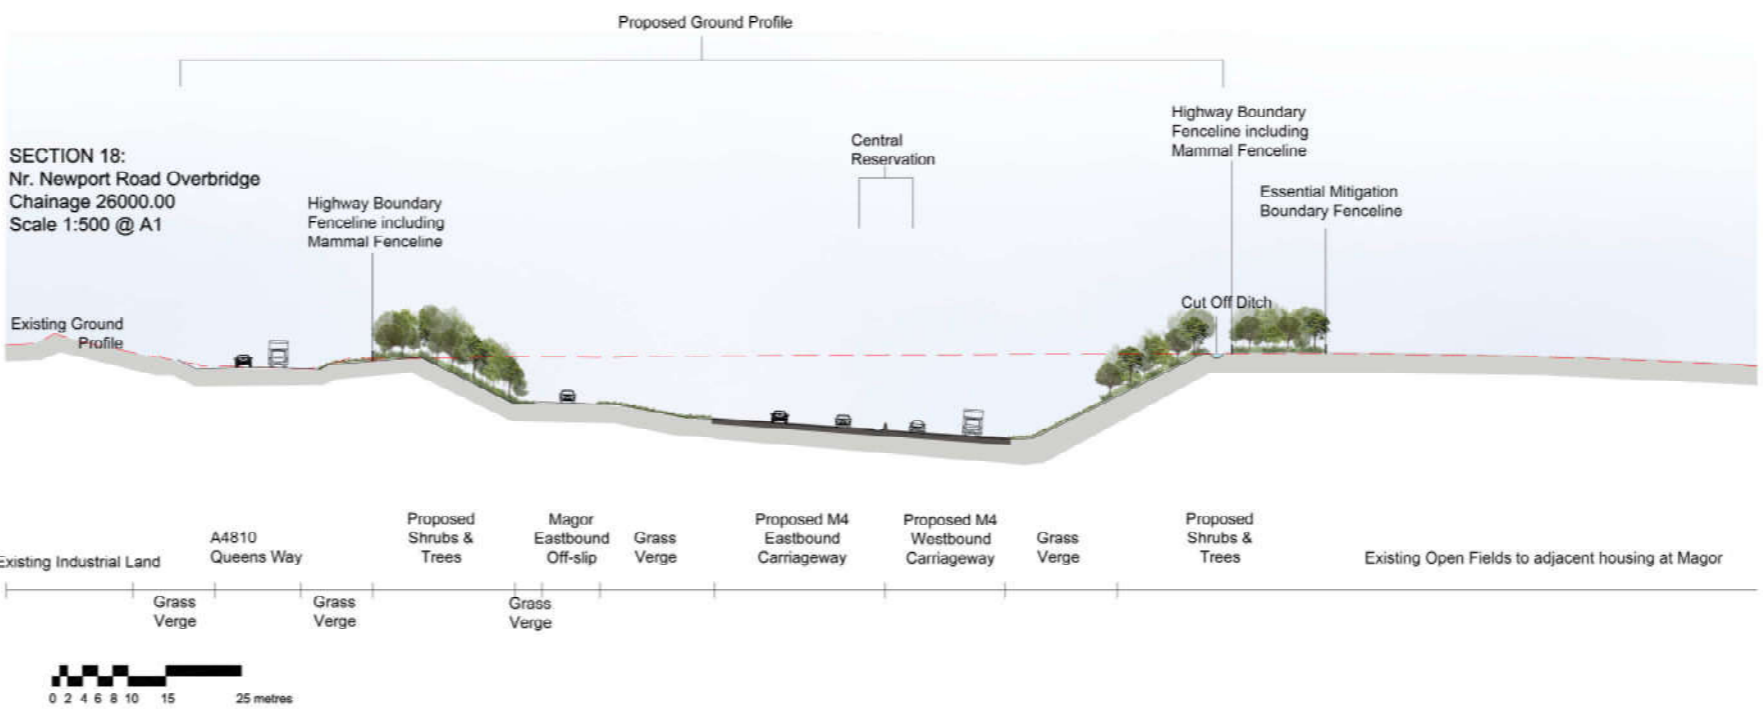 Proposed Ground Profile
SECTION 18:
Nr. Newport Road Overbridge
Chainage 26000.00
Scale 1:500 @ A1
Highway Boundary
Fenceline including
Mammal Fenceline
Central
Reservation
Highway Boundary
Fenceline including
Mammal Fenceline
Essential Mitigation
Boundary Fenceline
Cut Off Ditch
Existing Ground
Profile
Existing Industrial Land
Grass
Verge
A4810
Queens Way
Grass
Verge
Proposed
Shrubs &
Trees
Grass
Verge
Magor
Eastbound
Off-slip
Grass
Verge
Proposed M4
Eastbound
Carriageway
Proposed M4
Westbound
Carriageway
Grass
Verge
Proposed
Shrubs &
Trees
Existing Open Fields to adjacent housing at Magor
0 2 4 6 8 10 15 25 metres